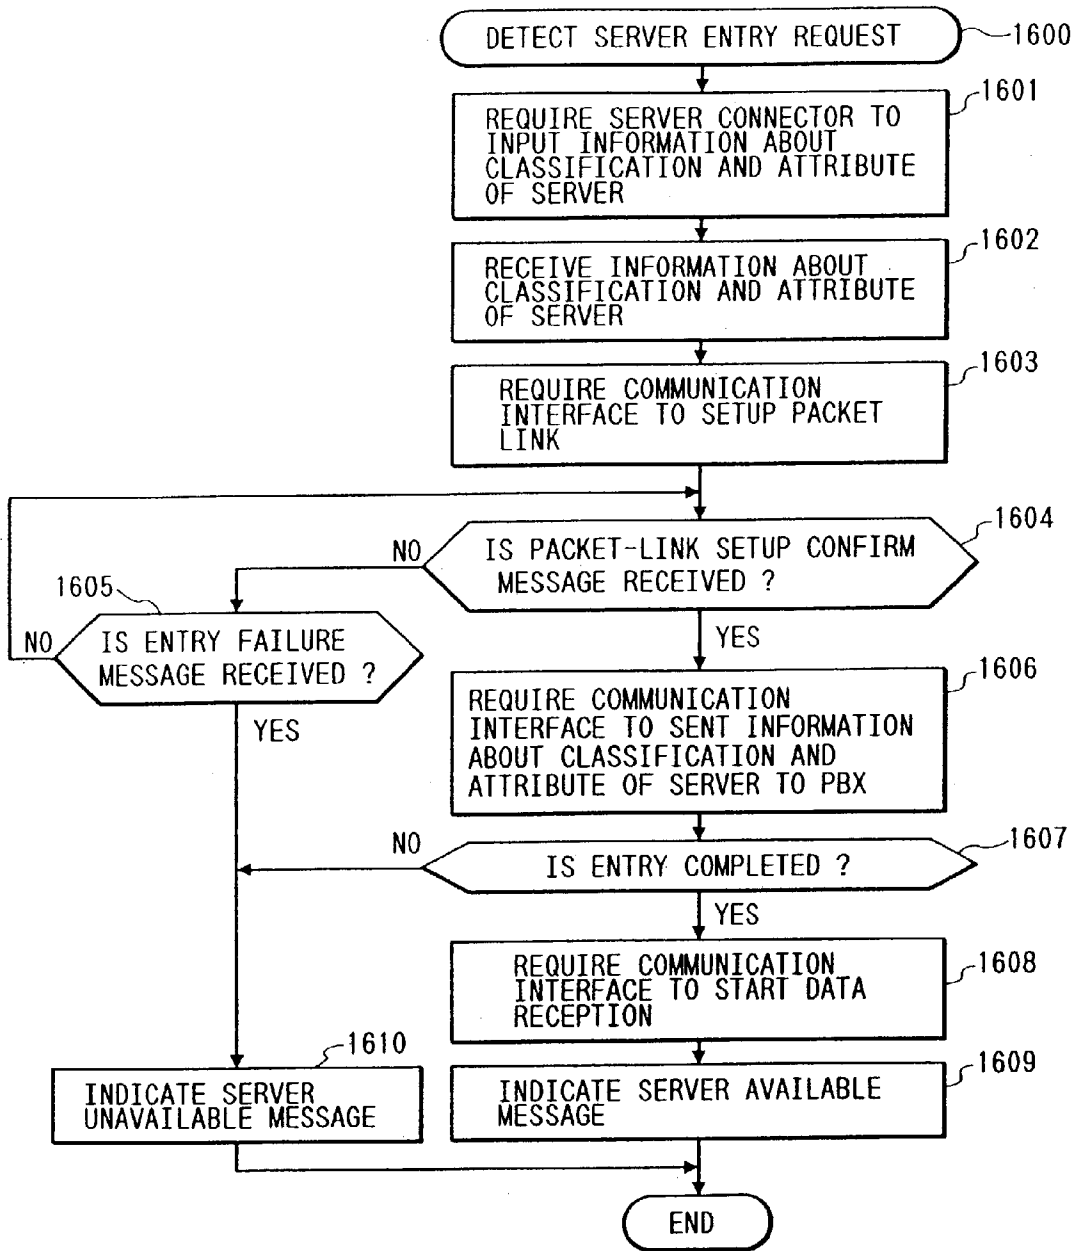 DETECT SERVER ENTRY REQUEST
1600
1601
REQUIRE SERVER CONNECTOR TO
INPUT INFORMATION ABOUT
CLASSIFICATION AND ATTRIBUTE
OF SERVER
1602
RECEIVE INFORMATION ABOUT
CLASSIFICATION AND ATTRIBUTE
OF SERVER
1603
REQUIRE COMMUNICATION
INTERFACE TO SETUP PACKET
LINK
1604
IS PACKET-LINK SETUP CONFIRM
MESSAGE RECEIVED ?
NO
YES
1605
IS ENTRY FAILURE
MESSAGE RECEIVED ?
NO
YES
1606
REQUIRE COMMUNICATION
INTERFACE TO SENT INFORMATION
ABOUT CLASSIFICATION AND
ATTRIBUTE OF SERVER TO PBX
1607
IS ENTRY COMPLETED ?
NO
YES
1608
REQUIRE COMMUNICATION
INTERFACE TO START DATA
RECEPTION
1609
INDICATE SERVER AVAILABLE
MESSAGE
1610
INDICATE SERVER
UNAVAILABLE MESSAGE
END